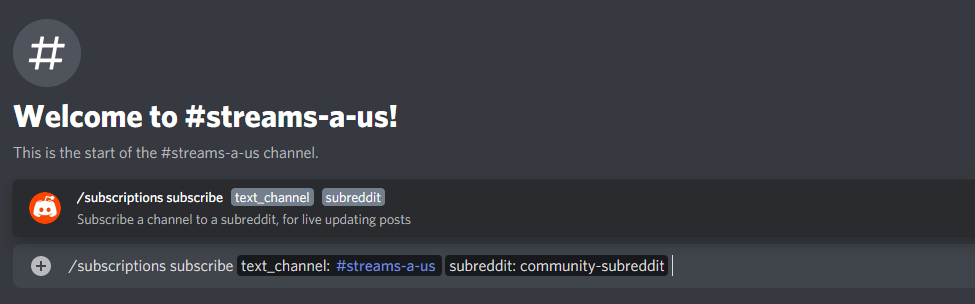 #
Welcome to #streams-a-us!
This is the start of the #streams-a-us channel.
/subscriptions subscribe text_channel subreddit
Subscribe a channel to a subreddit, for live updating posts
/subscriptions subscribe text_channel: #streams-a-us subreddit: community-subreddit